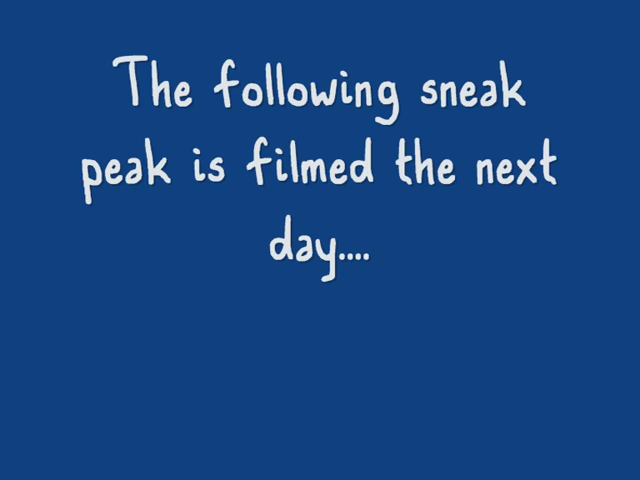 The following sneak
peak is filmed the next
day....